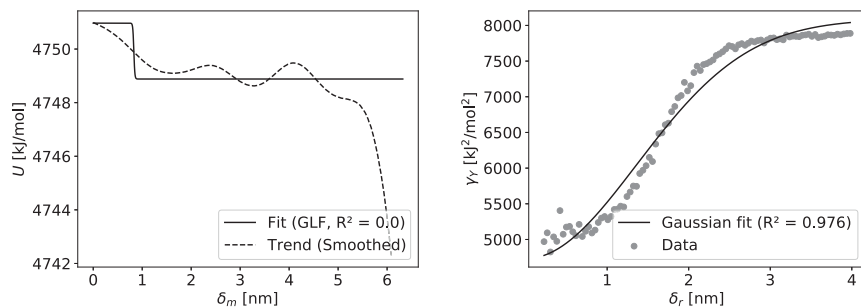 4750
4748
4746
4744
4742
U [kJ/mol]
Fit (GLF, R² = 0.0)
Trend (Smoothed)
0 1 2 3 4 5 6
δm [nm]
8000
7500
7000
6500
6000
5500
5000
γY [kJ²/mol²]
Gaussian fit (R² = 0.976)
Data
1 2 3 4
δr [nm]